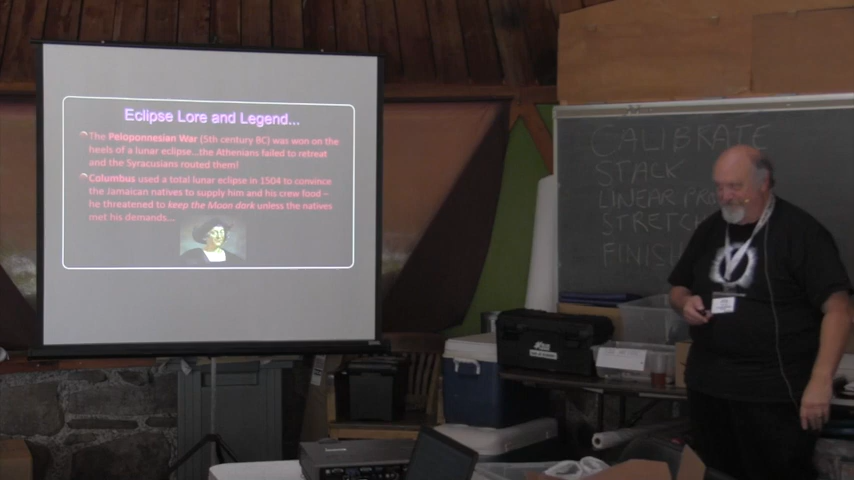 Eclipse Lore and Legend...
The Peloponnesian War (5th century BC) was won on the
heels of a lunar eclipse...the Athenians failed to retreat
and the Syracusians routed them!
Columbus used a total lunar eclipse in 1504 to convince
the Jamaican natives to supply him and his crew food –
he threatened to keep the Moon dark unless the natives
met his demands...
CALIBRATE
STACK
LINEAR PRO
STRETCH
FINISH